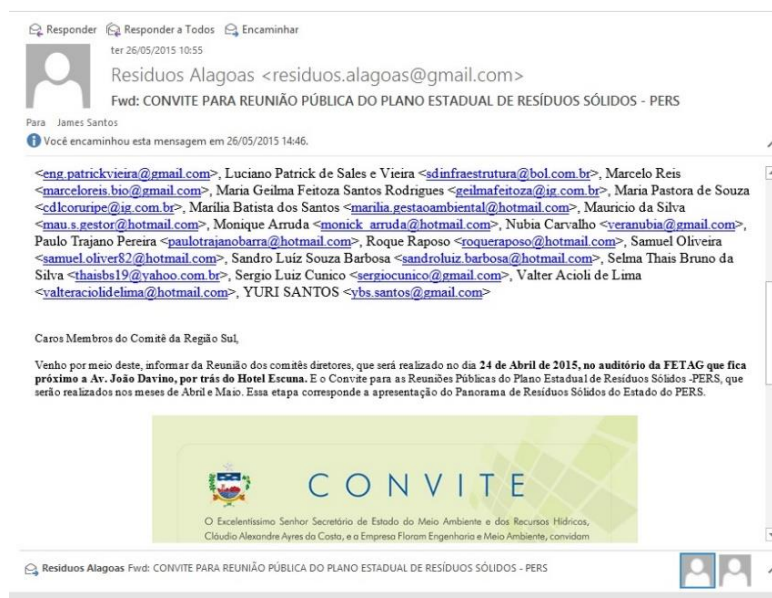 Responder Responder a Todos Encaminhar
ter 26/05/2015 10:55
Residuos Alagoas <residuos.alagoas@gmail.com>
Fwd: CONVITE PARA REUNIÃO PÚBLICA DO PLANO ESTADUAL DE RESÍDUOS SÓLIDOS - PERS
Para James Santos
Você encaminhou esta mensagem em 26/05/2015 14:46.
<eng.patrickvieira@gmail.com>, Luciano Patrick de Sales e Vieira <sdinfraestrutura@bol.com.br>, Marcelo Reis
<marceloreis.bio@gmail.com>, Maria Geilma Feitoza Santos Rodrigues <geilmafeitoza@ig.com.br>, Maria Pastora de Souza
<cdlcoruripe@ig.com.br>, Marília Batista dos Santos <marilia.gestaoambiental@hotmail.com>, Mauricio da Silva
<mau.s.gestor@hotmail.com>, Monique Arruda <monick_arruda@hotmail.com>, Nubia Carvalho <veranubia@gmail.com>,
Paulo Trajano Pereira <paulotrajanobarra@hotmail.com>, Roque Raposo <roqueraposo@hotmail.com>, Samuel Oliveira
<samuel.oliver82@hotmail.com>, Sandro Luíz Souza Barbosa <sandroluiz.barbosa@hotmail.com>, Selma Thais Bruno da
Silva <thaisbs19@yahoo.com.br>, Sergio Luiz Cunico <sergiocunico@gmail.com>, Valter Acioli de Lima
<valteraciolidelima@hotmail.com>, YURI SANTOS <ybs.santos@gmail.com>
Caros Membros do Comitê da Região Sul,
Venho por meio deste, informar da Reunião dos comitês diretores, que será realizado no dia 24 de Abril de 2015, no auditório da FETAG que fica
próximo a Av. João Davino, por trás do Hotel Escuna. E o Convite para as Reuniões Públicas do Plano Estadual de Resíduos Sólidos -PERS, que
serão realizados nos meses de Abril e Maio. Essa etapa corresponde a apresentação do Panorama de Resíduos Sólidos do Estado do PERS.
CONVITE
O Excelentíssimo Senhor Secretário de Estado do Meio Ambiente e dos Recursos Hídricos,
Cláudio Alexandre Ayres da Costa, e a Empresa Floram Engenharia e Meio Ambiente, convidam
Residuos Alagoas Fwd: CONVITE PARA REUNIÃO PÚBLICA DO PLANO ESTADUAL DE RESÍDUOS SÓLIDOS - PERS